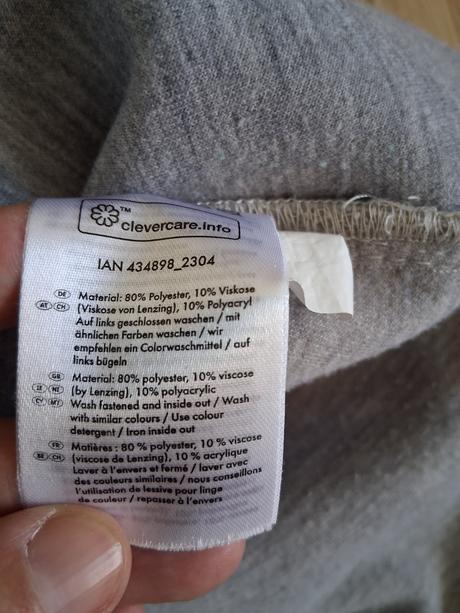 TM
clevercare.info
IAN 434898_2304
DE Material: 80% Polyester, 10% Viskose
AT CH (Viskose von Lenzing), 10% Polyacryl
Auf links geschlossen waschen / mit
ähnlichen Farben waschen / wir
empfehlen ein Colorwaschmittel / auf
links bügeln
GB Material: 80% polyester, 10% viscose
IE NI (by Lenzing), 10% polyacrylic
CY MT Wash fastened and inside out / Wash
with similar colours / Use colour
detergent / Iron inside out
FR Matières : 80 % polyester, 10 % viscose
BE CH (viscose de Lenzing), 10 % acrylique
Laver à l'envers et fermé / laver avec
des couleurs similaires / nous conseillons
l'utilisation de lessive pour linge
de couleur / repasser à l'envers